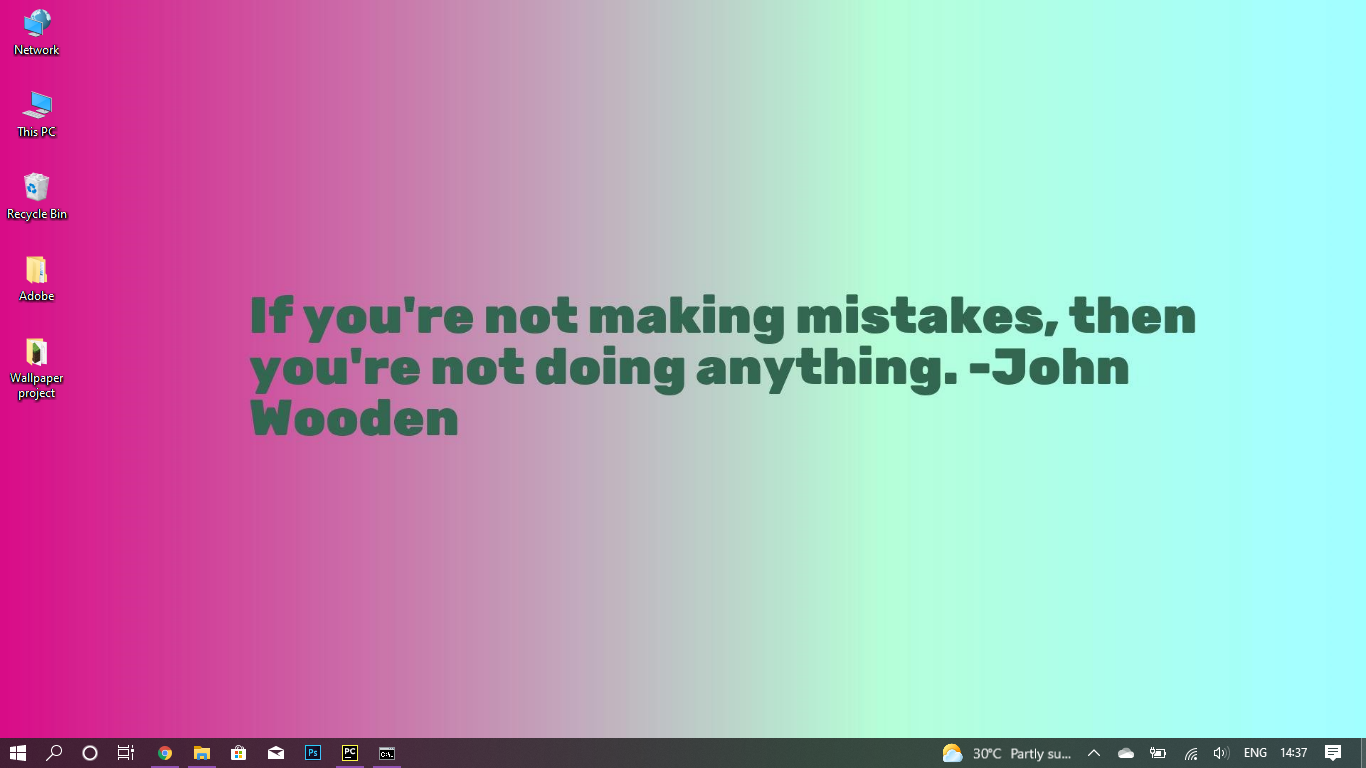 Network
This PC
Recycle Bin
Adobe
Wallpaper
project
If you're not making mistakes, then
you're not doing anything. -John
Wooden
Ps
PC
C:\.
30°C Partly su...
ENG
14:37